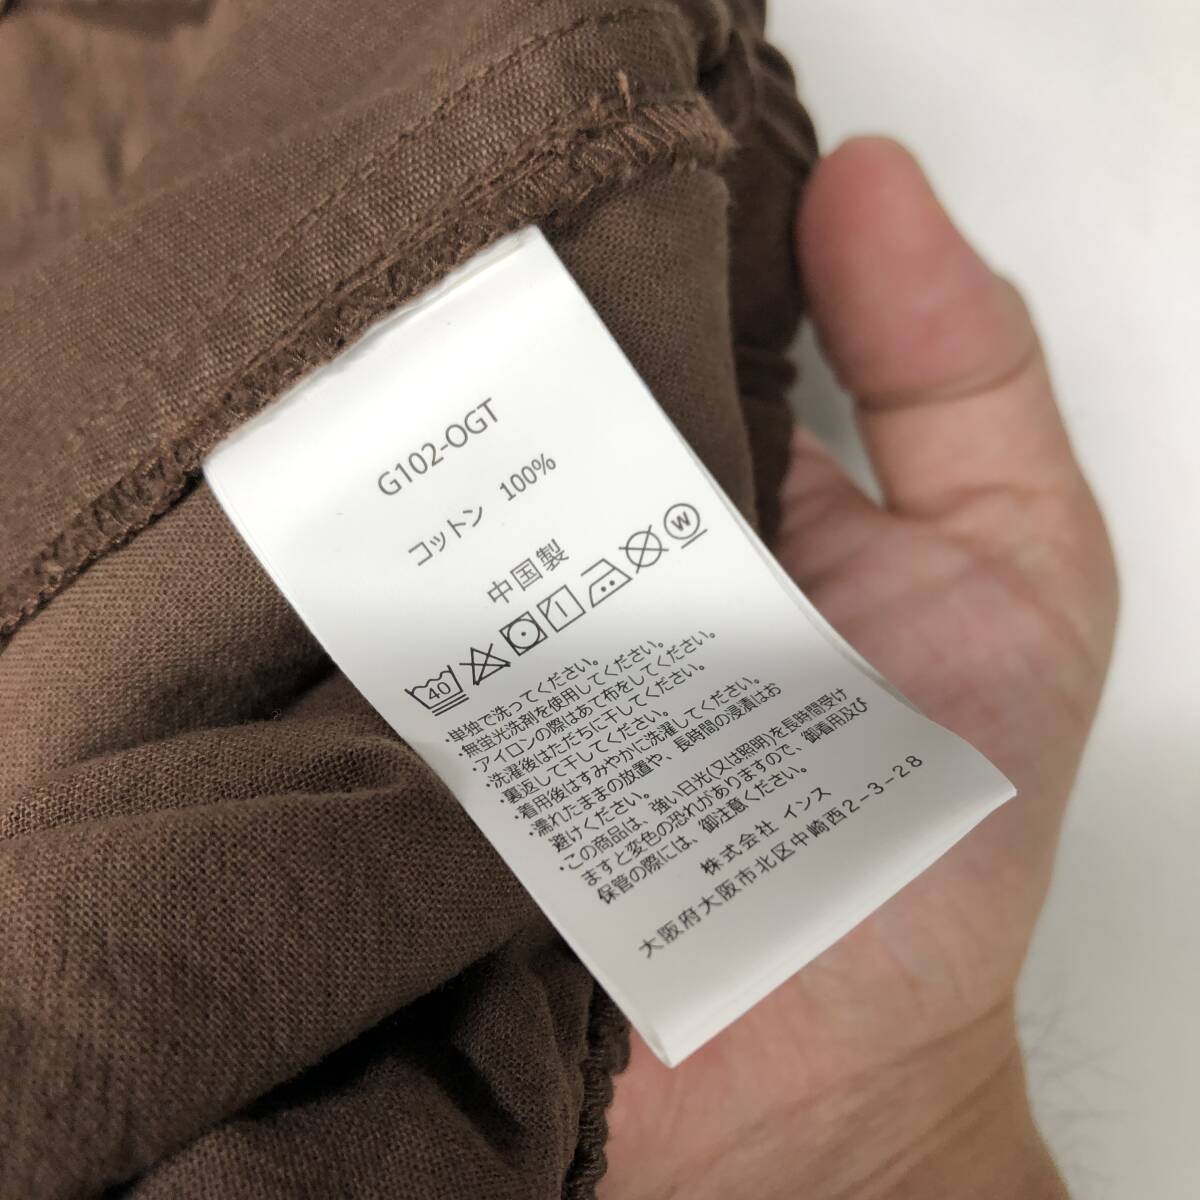 G102-OGT
コットン 100%
中国製
40 1 W
・単独で洗ってください。
・無蛍光洗剤を使用してください。
・アイロンの際はあて布をしてください。
・洗濯後はただちに干してください。
・裏返して干してください。
・着用後はすみやかに洗濯してください。
・濡れたままの放置や、長時間の浸漬はお
避けください。
・この商品は、強い日光(又は照明)を長時間受け
ますと変色の恐れがありますので、御着用及び
保管の際には、御注意ください。
株式会社 インス
大阪府大阪市北区中崎西2-3-28